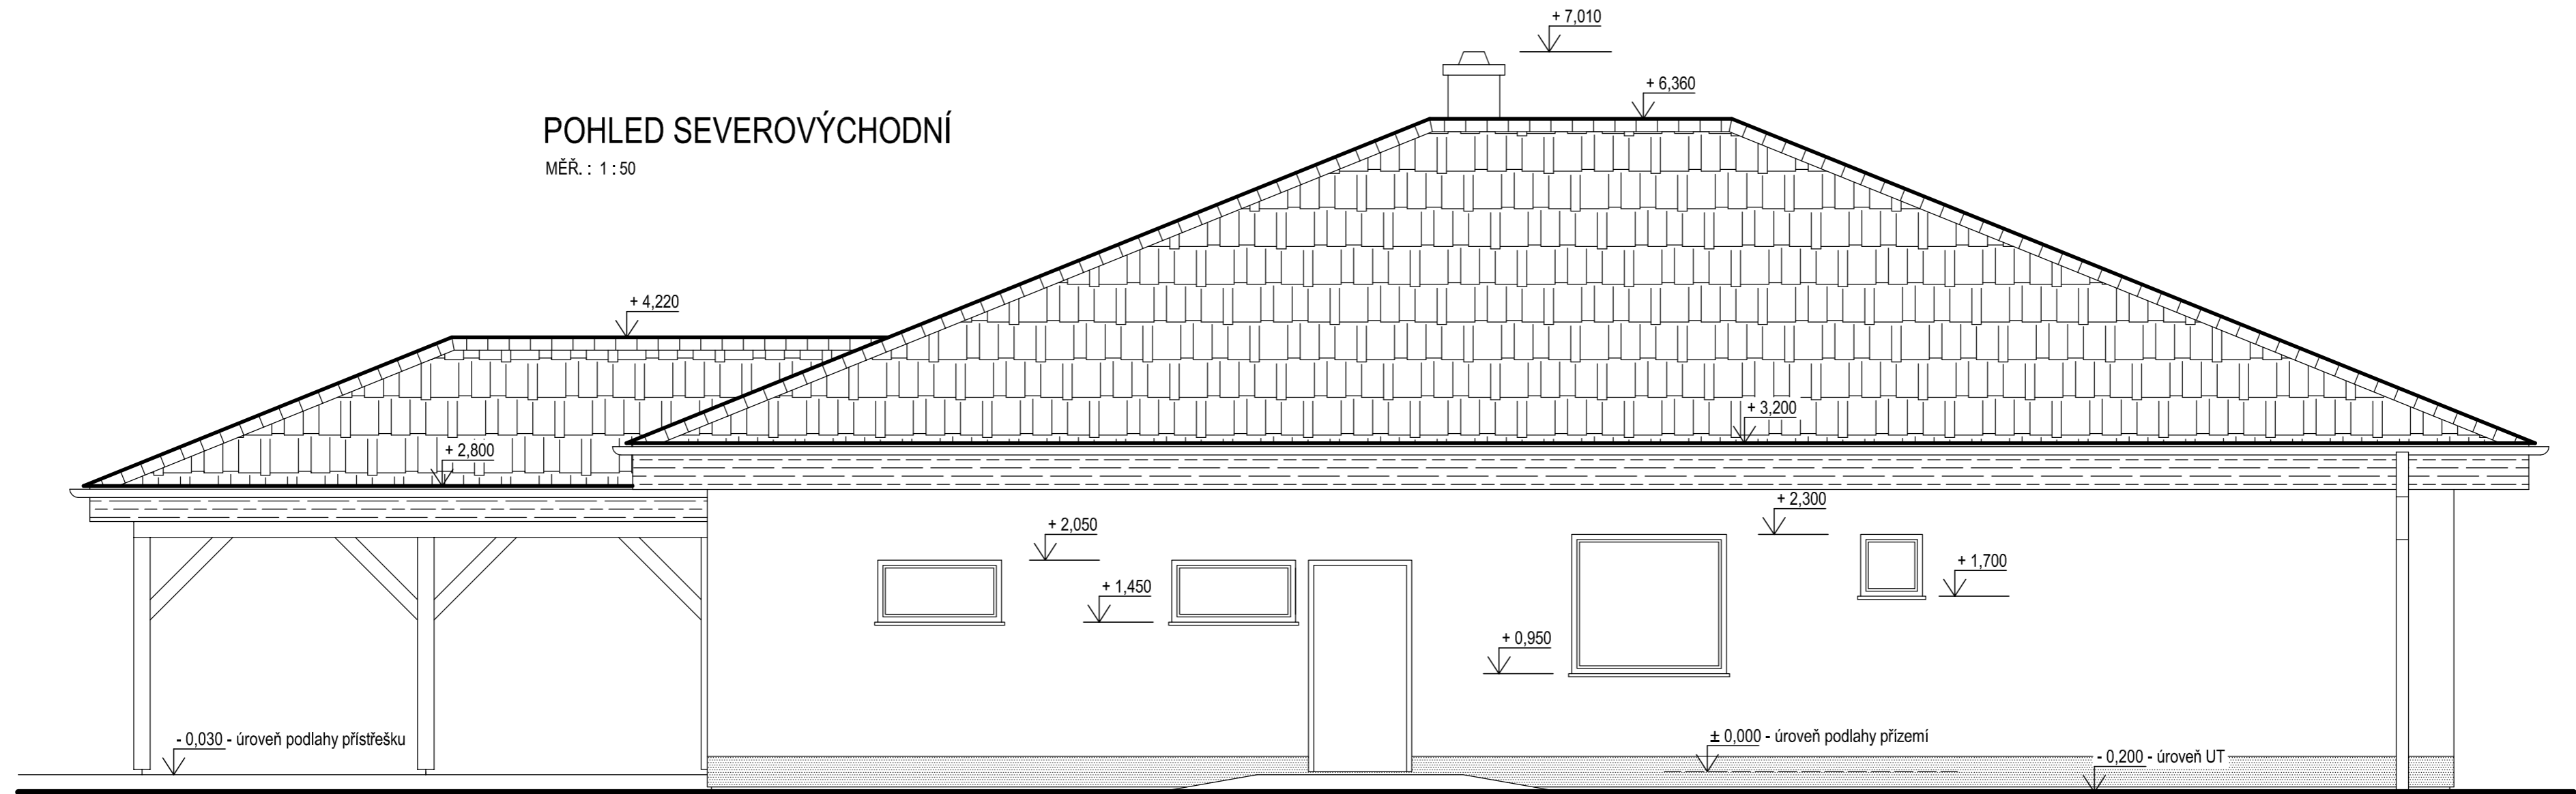 + 7,010
+ 6,360
POHLED SEVEROVÝCHODNÍ
MĚŘ. : 1 : 50
+ 4,220
+ 3,200
+ 2,800
+ 2,300
+ 2,050
+ 1,700
+ 1,450
+ 0,950
- 0,030 - úroveň podlahy přístřešku
± 0,000 - úroveň podlahy přízemí
- 0,200 - úroveň UT